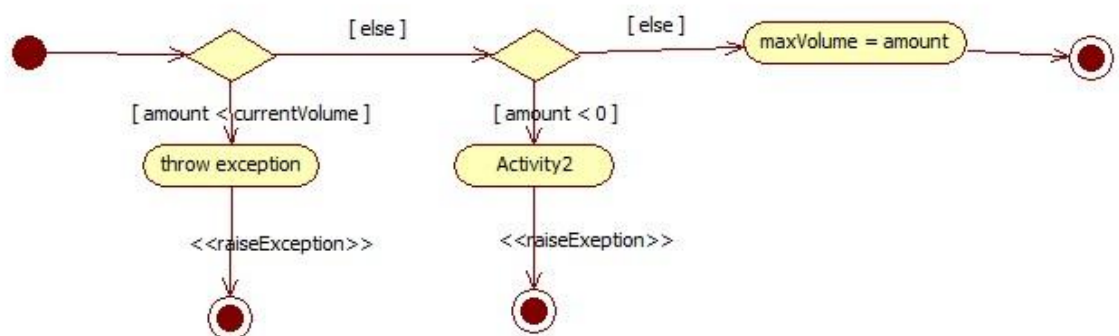 [ else ]
[ else ]
maxVolume = amount
[ amount < currentVolume ]
[ amount < 0 ]
throw exception
Activity2
<<raiseException>>
<<raiseExeption>>